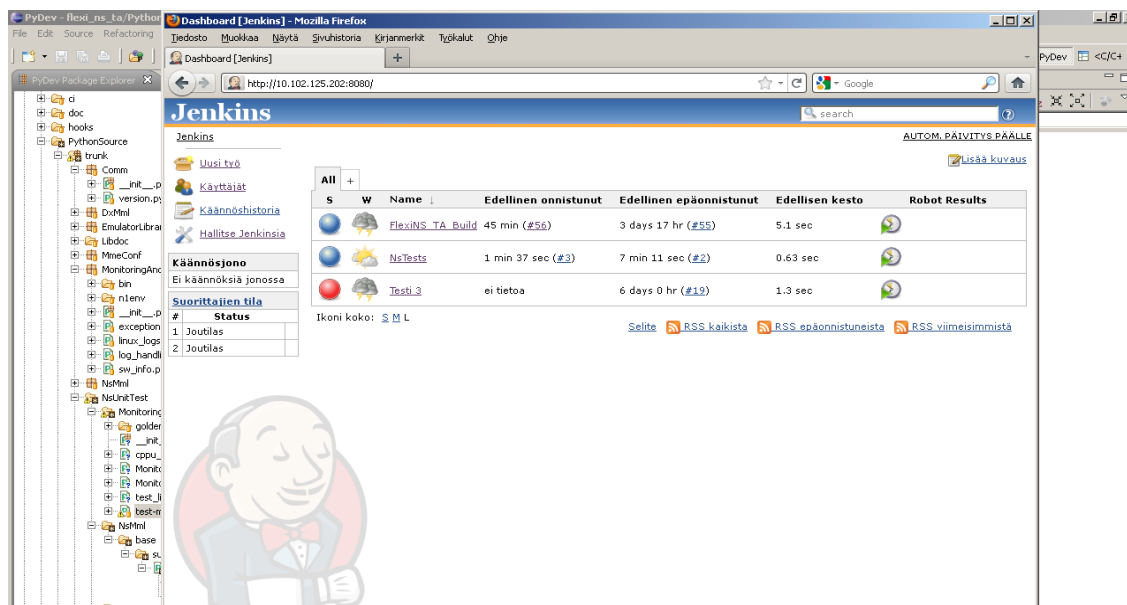 PyDev - flexi_ns_ta/Pythor
File Edit Source Refactoring
PyDev Package Explorer
ci
doc
hooks
PythonSource
trunk
Comm
__init__.p
version.py
DxMml
EmulatorLibrar
Libdoc
MmeConf
MonitoringAnd
bin
n1env
__init__.p
exception
linux_logs
log_handli
sw_info.p
NsMml
NsUnitTest
Monitoring
golder
__init_
cppu_
Monito
Monito
test_li
test-m
NsMml
base
su
Dashboard [Jenkins] - Mozilla Firefox
Tiedosto Muokkaa Näytä Sivuhistoria Kirjanmerkit Työkalut Ohje
Dashboard [Jenkins] +
http://10.102.125.202:8080/ Google
Jenkins search
Jenkins AUTOM. PÄIVITYS PÄÄLLE
Lisää kuvaus
Uusi työ
Käyttäjät
Käännöshistoria
Hallitse Jenkinsia
Käännösjono
Ei käännöksiä jonossa
Suorittajien tila
# Status
1 Joutilas
2 Joutilas
All +
S W Name ↓ Edellinen onnistunut Edellinen epäonnistunut Edellisen kesto Robot Results
FlexiNS_TA_Build 45 min (#56) 3 days 17 hr (#55) 5.1 sec
NsTests 1 min 37 sec (#3) 7 min 11 sec (#2) 0.63 sec
Testi 3 ei tietoa 6 days 0 hr (#19) 1.3 sec
Ikoni koko: S M L
Selite RSS kaikista RSS epäonnistuneista RSS viimeisimmistä
PyDev <C/C+